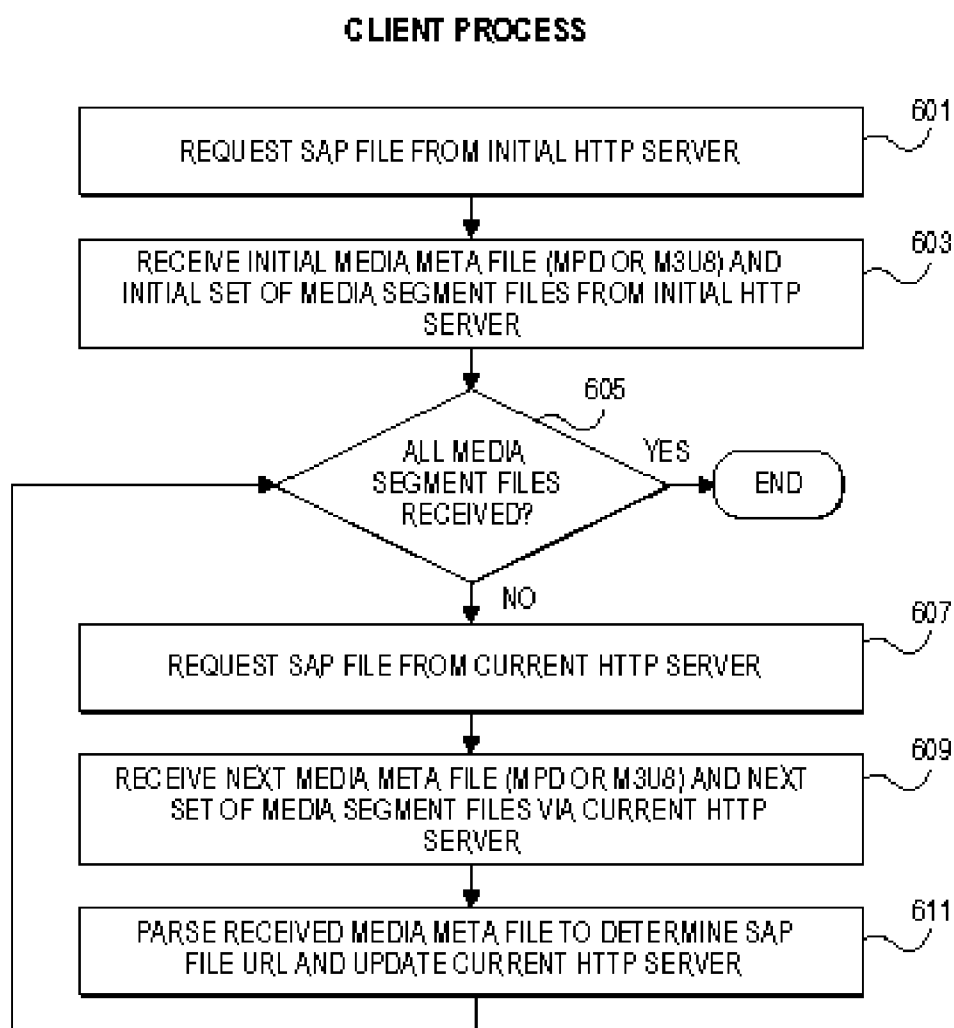 CLIENT PROCESS
601
REQUEST SAP FILE FROM INITIAL HTTP SERVER
603
RECEIVE INITIAL MEDIA META FILE (MPD OR M3U8) AND
INITIAL SET OF MEDIA SEGMENT FILES FROM INITIAL HTTP
SERVER
605
ALL MEDIA
SEGMENT FILES
RECEIVED?
YES
END
NO
607
REQUEST SAP FILE FROM CURRENT HTTP SERVER
609
RECEIVE NEXT MEDIA META FILE (MPD OR M3U8) AND NEXT
SET OF MEDIA SEGMENT FILES VIA CURRENT HTTP
SERVER
611
PARSE RECEIVED MEDIA META FILE TO DETERMINE SAP
FILE URL AND UPDATE CURRENT HTTP SERVER